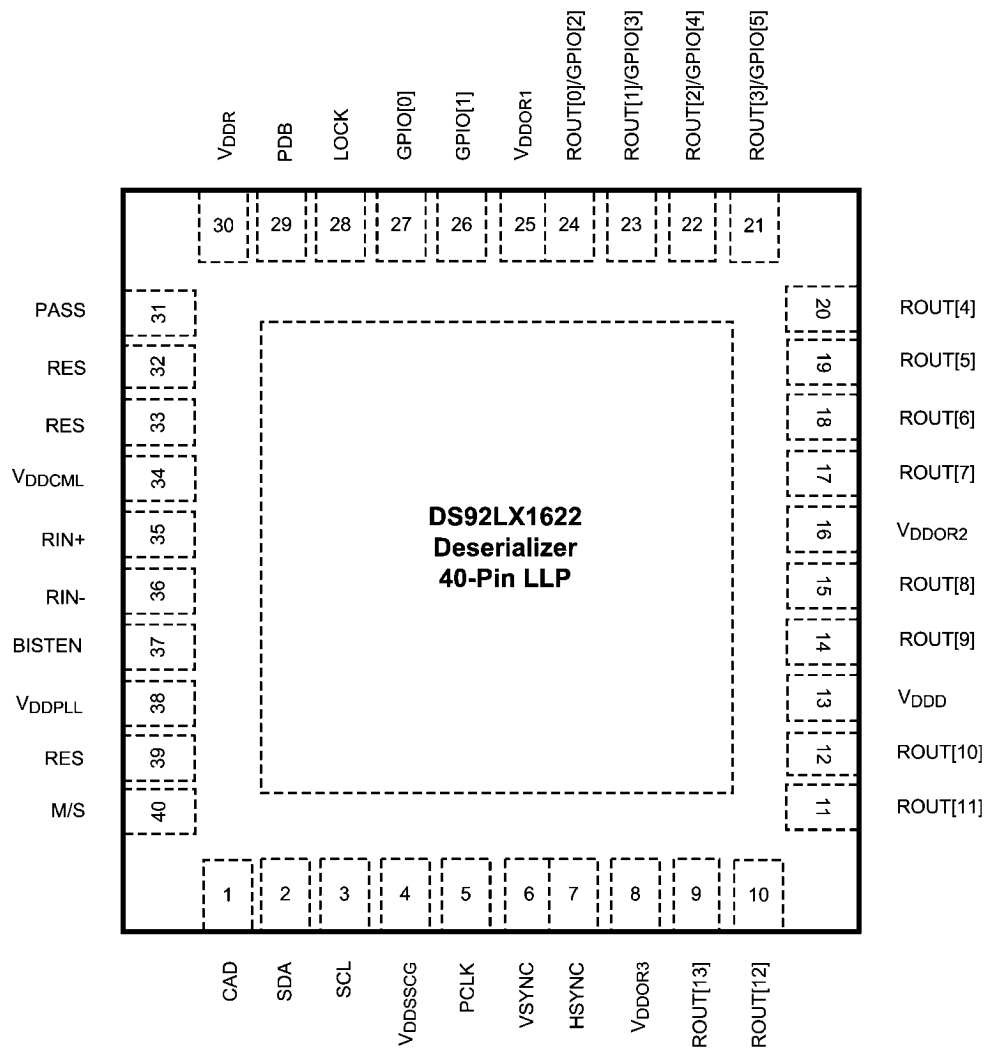 VDDR
PDB
LOCK
GPIO[0]
GPIO[1]
VDDOR1
ROUT[0]/GPIO[2]
ROUT[1]/GPIO[3]
ROUT[2]/GPIO[4]
ROUT[3]/GPIO[5]
30 29 28 27 26 25 24 23 22 21
PASS 31 20 ROUT[4]
RES 32 19 ROUT[5]
RES 33 18 ROUT[6]
VDDCML 34 17 ROUT[7]
RIN+ 35 16 VDDOR2
RIN- 36 15 ROUT[8]
BISTEN 37 14 ROUT[9]
VDDPLL 38 13 VDDD
RES 39 12 ROUT[10]
M/S 40 11 ROUT[11]
DS92LX1622
Deserializer
40-Pin LLP
1 2 3 4 5 6 7 8 9 10
CAD
SDA
SCL
VDDSSCG
PCLK
VSYNC
HSYNC
VDDOR3
ROUT[13]
ROUT[12]